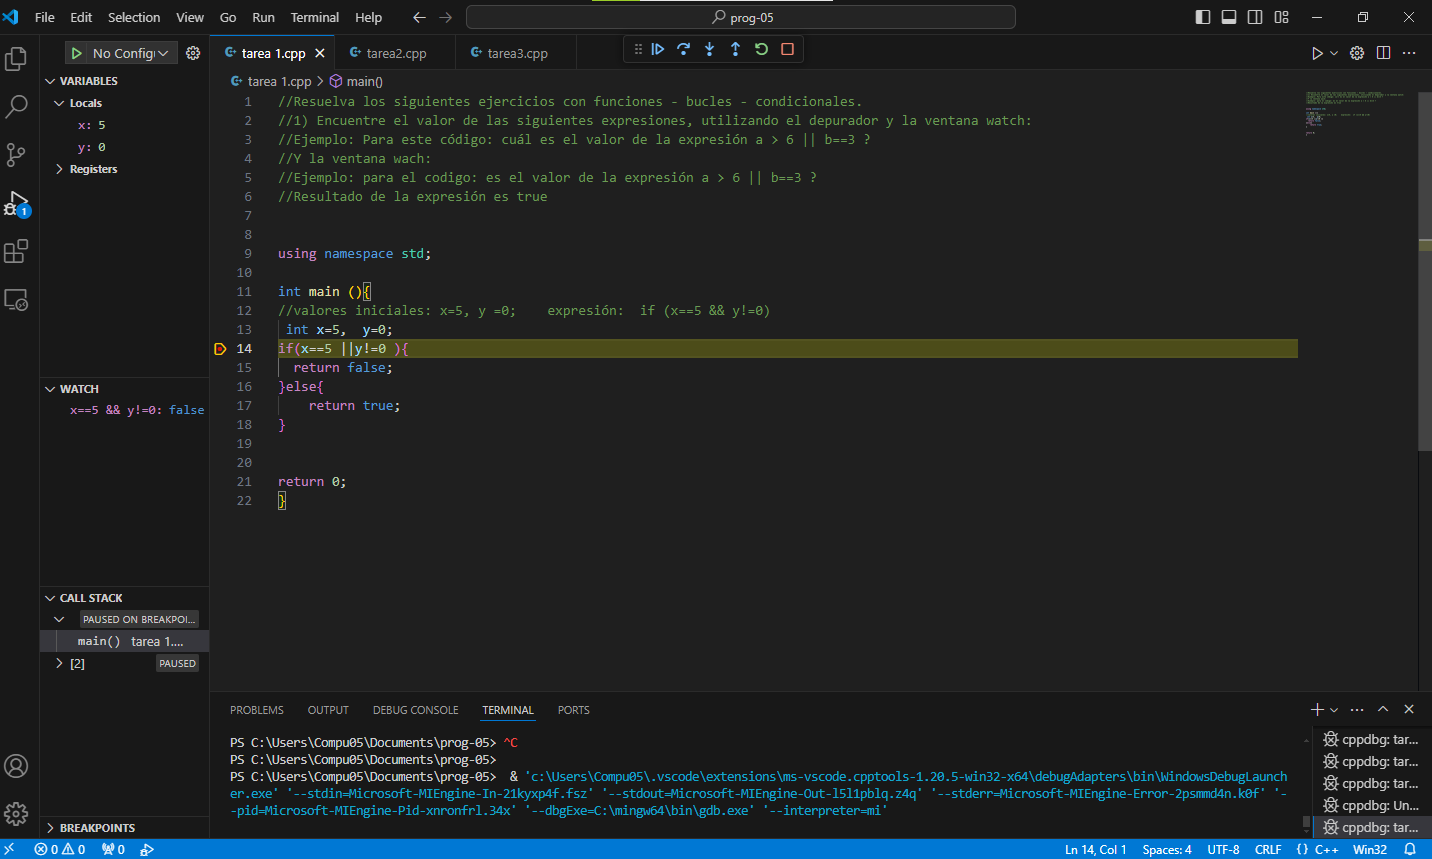 File Edit Selection View Go Run Terminal Help
prog-05
No Config
tarea 1.cpp
tarea2.cpp
tarea3.cpp
VARIABLES
Locals
x: 5
y: 0
Registers
WATCH
x==5 && y!=0: false
CALL STACK
PAUSED ON BREAKPOI...
main() tarea 1....
[2] PAUSED
BREAKPOINTS
1
tarea 1.cpp > main()
1 //Resuelva los siguientes ejercicios con funciones - bucles - condicionales.
2 //1) Encuentre el valor de las siguientes expresiones, utilizando el depurador y la ventana watch:
3 //Ejemplo: Para este código: cuál es el valor de la expresión a > 6 || b==3 ?
4 //Y la ventana wach:
5 //Ejemplo: para el codigo: es el valor de la expresión a > 6 || b==3 ?
6 //Resultado de la expresión es true
7
8
9 using namespace std;
10
11 int main (){
12 //valores iniciales: x=5, y =0;    expresión:  if (x==5 && y!=0)
13  int x=5,  y=0;
14 if(x==5 ||y!=0 ){
15   return false;
16 }else{
17     return true;
18 }
19
20
21 return 0;
22 }
PROBLEMS OUTPUT DEBUG CONSOLE TERMINAL PORTS
PS C:\Users\Compu05\Documents\prog-05> ^C
PS C:\Users\Compu05\Documents\prog-05>
PS C:\Users\Compu05\Documents\prog-05>  & 'c:\Users\Compu05\.vscode\extensions\ms-vscode.cpptools-1.20.5-win32-x64\debugAdapters\bin\WindowsDebugLaunch
er.exe' '--stdin=Microsoft-MIEngine-In-21kyxp4f.fsz' '--stdout=Microsoft-MIEngine-Out-l5l1pblq.z4q' '--stderr=Microsoft-MIEngine-Error-2psmmd4n.k0f' '-
-pid=Microsoft-MIEngine-Pid-xnronfrl.34x' '--dbgExe=C:\mingw64\bin\gdb.exe' '--interpreter=mi'
cppdbg: tar...
cppdbg: tar...
cppdbg: tar...
cppdbg: Un...
cppdbg: tar...
0 0 0
Ln 14, Col 1 Spaces: 4 UTF-8 CRLF {} C++ Win32